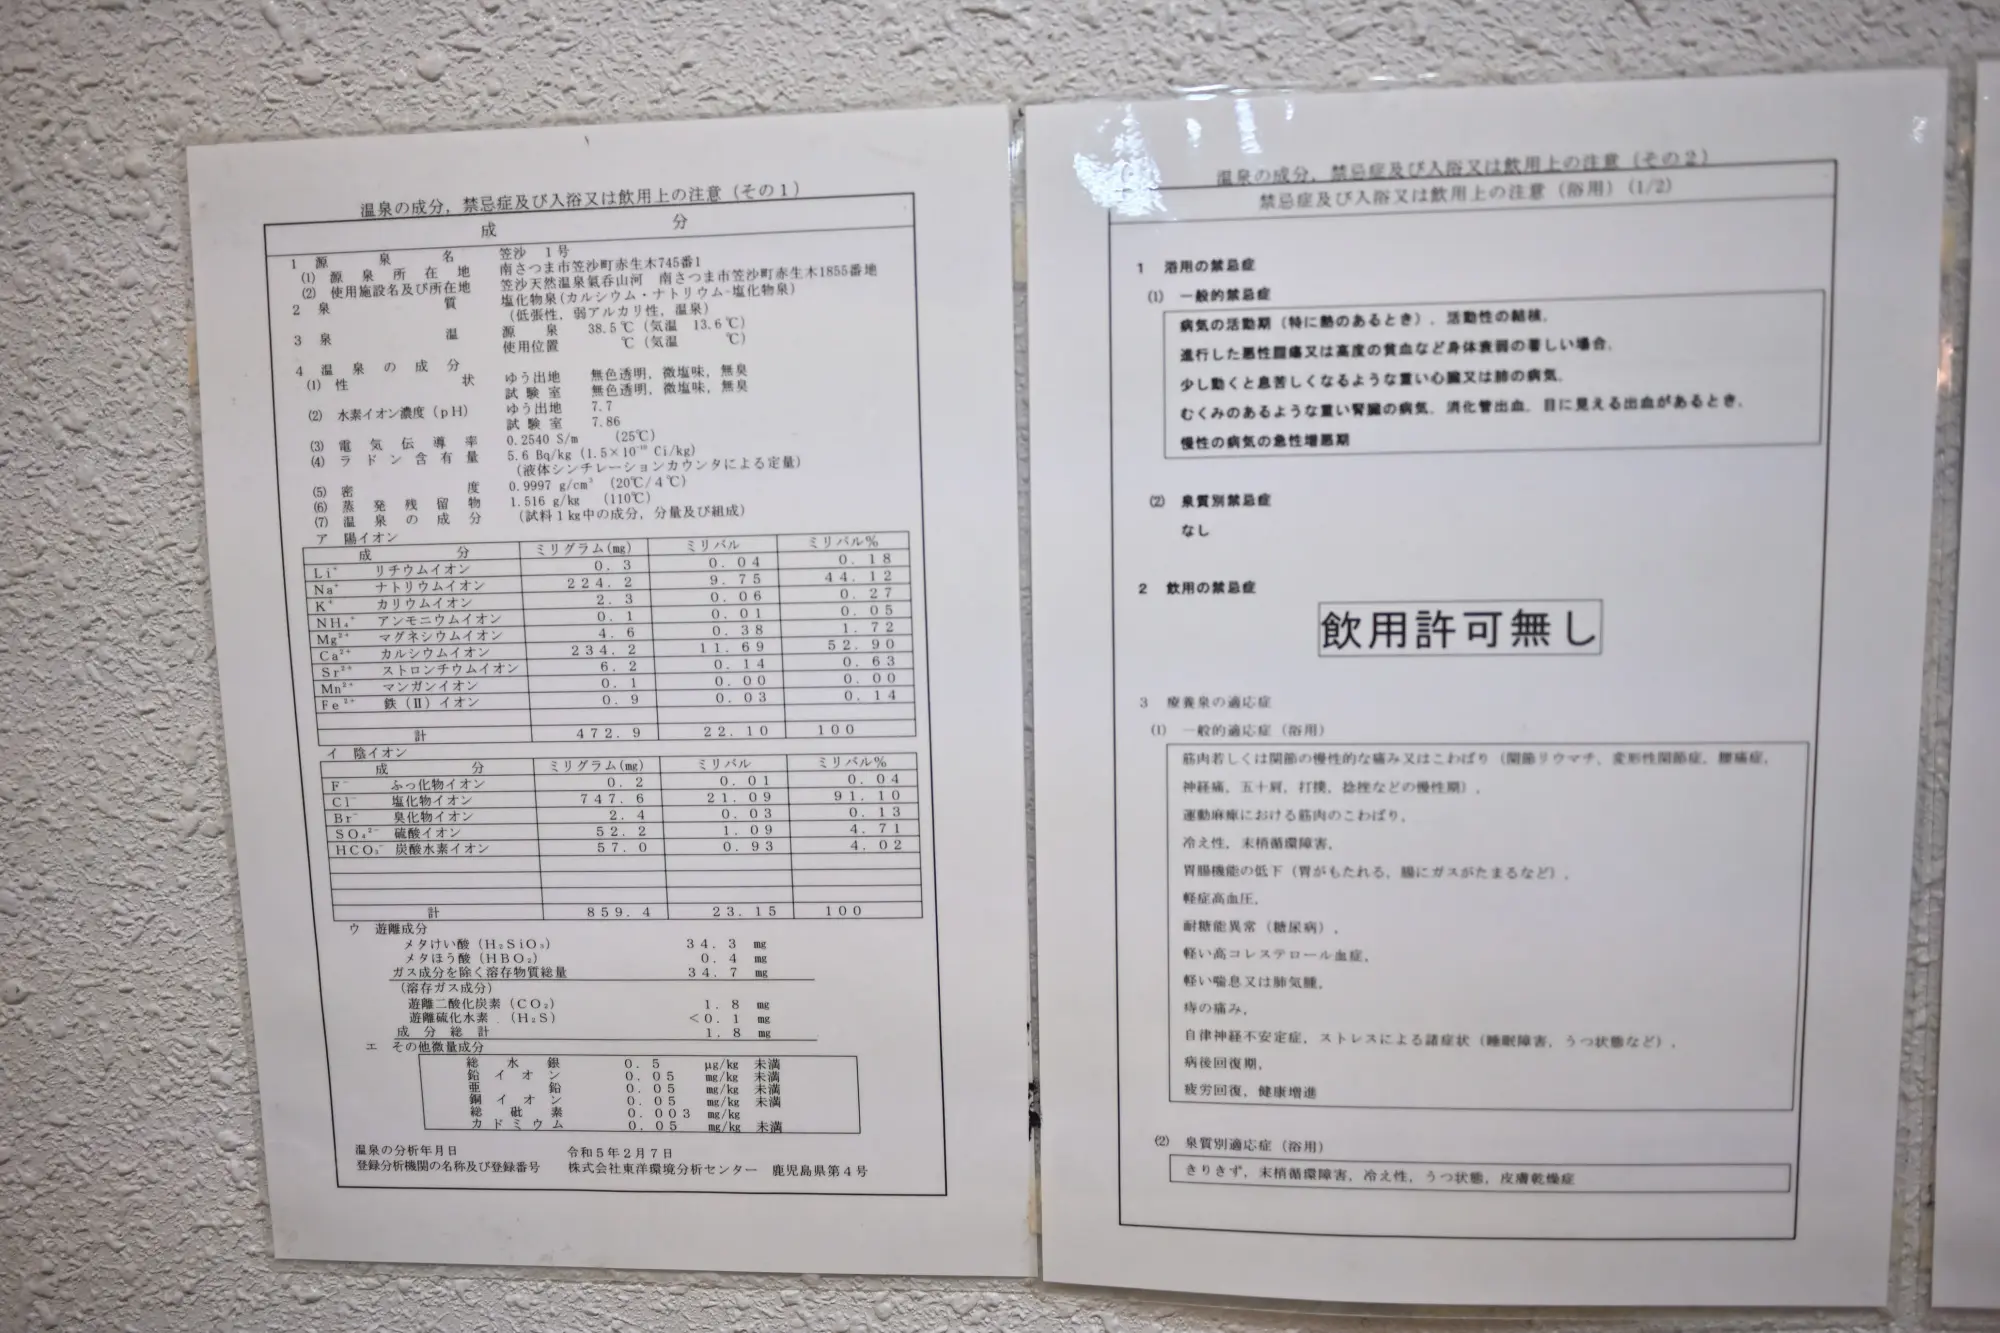 温泉の成分，禁忌症及び入浴又は飲用上の注意（その１）
成　分
1 源泉名 笠沙　1号
(1) 源泉所在地 南さつま市笠沙町赤生木745番1
(2) 使用施設名及び所在地 笠沙天然温泉氣呑山河　南さつま市笠沙町赤生木1855番地
2 泉質 塩化物泉(カルシウム・ナトリウム-塩化物泉)
(低張性，弱アルカリ性，温泉)
3 泉温 源泉 38.5℃（気温　13.6℃）
使用位置 ℃（気温　℃）
4 温泉の成分
(1) 性状 ゆう出地 無色透明，微塩味，無臭
試験室 無色透明，微塩味，無臭
(2) 水素イオン濃度（pH） ゆう出地 7.7
試験室 7.86
(3) 電気伝導率 0.2540 S/m （25℃）
(4) ラドン含有量 5.6 Bq/kg (1.5×10⁻¹⁰ Ci/kg)
（液体シンチレーションカウンタによる定量）
(5) 密度 0.9997 g/cm³ （20℃/4℃）
(6) 蒸発残留物 1.516 g/kg （110℃）
(7) 温泉の成分 （試料1kg中の成分，分量及び組成）
ア 陽イオン
成分 ミリグラム(mg) ミリバル ミリバル%
Li⁺ リチウムイオン 0.3 0.04 0.18
Na⁺ ナトリウムイオン 224.2 9.75 44.12
K⁺ カリウムイオン 2.3 0.06 0.27
NH₄⁺ アンモニウムイオン 0.1 0.01 0.05
Mg²⁺ マグネシウムイオン 4.6 0.38 1.72
Ca²⁺ カルシウムイオン 234.2 11.69 52.90
Sr²⁺ ストロンチウムイオン 6.2 0.14 0.63
Mn²⁺ マンガンイオン 0.1 0.00 0.00
Fe²⁺ 鉄（Ⅱ）イオン 0.9 0.03 0.14
計 472.9 22.10 100
イ 陰イオン
成分 ミリグラム(mg) ミリバル ミリバル%
F⁻ ふっ化物イオン 0.2 0.01 0.04
Cl⁻ 塩化物イオン 747.6 21.09 91.10
Br⁻ 臭化物イオン 2.4 0.03 0.13
SO₄²⁻ 硫酸イオン 52.2 1.09 4.71
HCO₃⁻ 炭酸水素イオン 57.0 0.93 4.02
計 859.4 23.15 100
ウ 遊離成分
メタけい酸（H₂SiO₃） 34.3 mg
メタほう酸（HBO₂） 0.4 mg
ガス成分を除く溶存物質総量 34.7 mg
（溶存ガス成分）
遊離二酸化炭素（CO₂） 1.8 mg
遊離硫化水素（H₂S） <0.1 mg
成分総計 1.8 mg
エ その他微量成分
総水銀 0.5 μg/kg 未満
鉛イオン 0.05 mg/kg 未満
亜鉛 0.05 mg/kg 未満
銅イオン 0.05 mg/kg 未満
総砒素 0.003 mg/kg
カドミウム 0.05 mg/kg 未満
温泉の分析年月日 令和5年2月7日
登録分析機関の名称及び登録番号 株式会社東洋環境分析センター　鹿児島県第4号
温泉の成分，禁忌症及び入浴又は飲用上の注意（その２）
禁忌症及び入浴又は飲用上の注意（浴用）(1/2)
1 浴用の禁忌症
(1) 一般的禁忌症
病気の活動期（特に熱のあるとき），活動性の結核，
進行した悪性腫瘍又は高度の貧血など身体衰弱の著しい場合，
少し動くと息苦しくなるような重い心臓又は肺の病気，
むくみのあるような重い腎臓の病気，消化管出血，目に見える出血があるとき，
慢性の病気の急性増悪期
(2) 泉質別禁忌症
なし
2 飲用の禁忌症
飲用許可無し
3 療養泉の適応症
(1) 一般的適応症（浴用）
筋肉若しくは関節の慢性的な痛み又はこわばり（関節リウマチ，変形性関節症，腰痛症，
神経痛，五十肩，打撲，捻挫などの慢性期），
運動麻痺における筋肉のこわばり，
冷え性，末梢循環障害，
胃腸機能の低下（胃がもたれる，腸にガスがたまるなど），
軽症高血圧，
耐糖能異常（糖尿病），
軽い高コレステロール血症，
軽い喘息又は肺気腫，
痔の痛み，
自律神経不安定症，ストレスによる諸症状（睡眠障害，うつ状態など），
病後回復期，
疲労回復，健康増進
(2) 泉質別適応症（浴用）
きりきず，末梢循環障害，冷え性，うつ状態，皮膚乾燥症